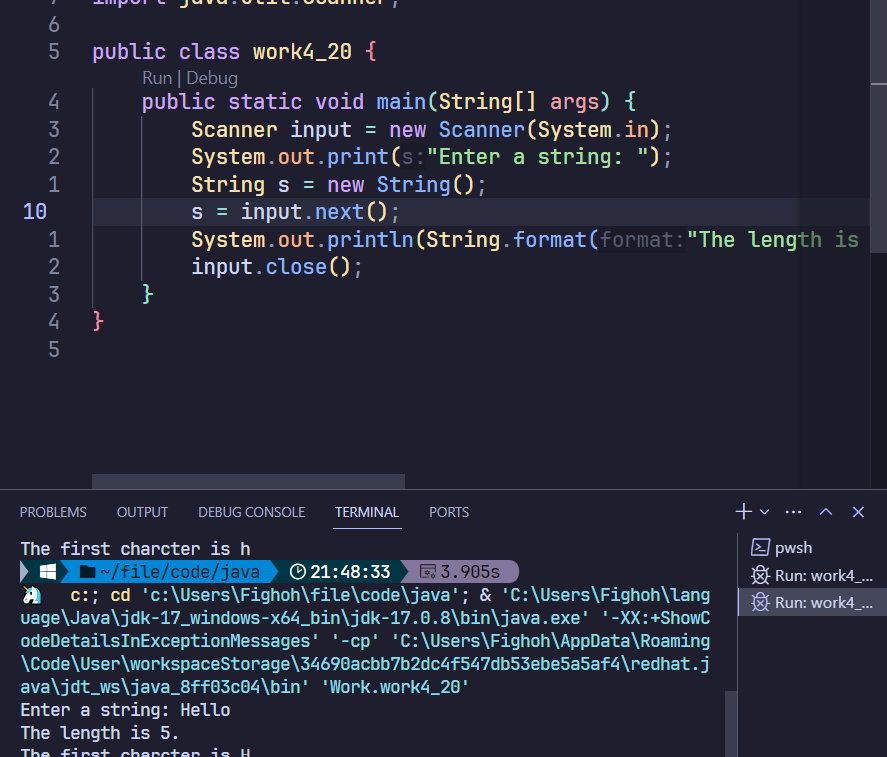 7 import java.util.Scanner;
6
5 public class work4_20 {
Run | Debug
4 public static void main(String[] args) {
3 Scanner input = new Scanner(System.in);
2 System.out.print(s:"Enter a string: ");
1 String s = new String();
10 s = input.next();
1 System.out.println(String.format(format:"The length is
2 input.close();
3 }
4 }
5
PROBLEMS OUTPUT DEBUG CONSOLE TERMINAL PORTS
The first charcter is h
~/file/code/java 21:48:33 3.905s
c:; cd 'c:\Users\Fighoh\file\code\java'; & 'C:\Users\Fighoh\lang
uage\Java\jdk-17_windows-x64_bin\jdk-17.0.8\bin\java.exe' '-XX:+ShowC
odeDetailsInExceptionMessages' '-cp' 'C:\Users\Fighoh\AppData\Roaming
\Code\User\workspaceStorage\34690acbb7b2dc4f547db53ebe5a5af4\redhat.j
ava\jdt_ws\java_8ff03c04\bin' 'Work.work4_20'
Enter a string: Hello
The length is 5.
The first charcter is H
pwsh
Run: work4_...
Run: work4_...